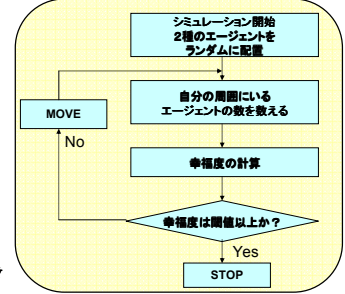 シミュレーション開始
2種のエージェントを
ランダムに配置
自分の周囲にいる
エージェントの数を数える
MOVE
No
幸福度の計算
幸福度は閾値以上か？
Yes
STOP